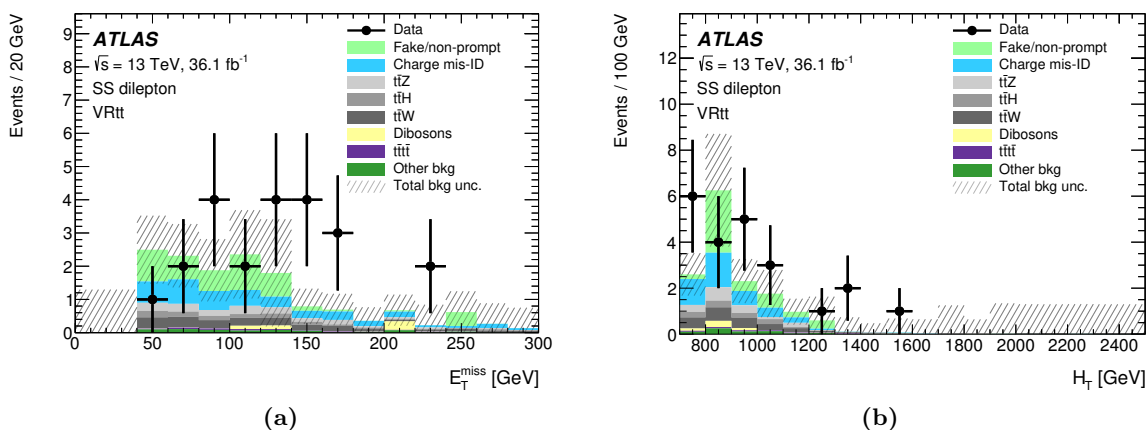 Events / 20 GeV
9
8
7
6
5
4
3
2
1
0
ATLAS
√s = 13 TeV, 36.1 fb⁻¹
SS dilepton
VRtt
Data
Fake/non-prompt
Charge mis-ID
tt̄Z
tt̄H
tt̄W
Dibosons
tt̄tt̄
Other bkg
Total bkg unc.
0 50 100 150 200 250 300
E_T^miss [GeV]
(a)
Events / 100 GeV
12
10
8
6
4
2
0
ATLAS
√s = 13 TeV, 36.1 fb⁻¹
SS dilepton
VRtt
Data
Fake/non-prompt
Charge mis-ID
tt̄Z
tt̄H
tt̄W
Dibosons
tt̄tt̄
Other bkg
Total bkg unc.
800 1000 1200 1400 1600 1800 2000 2200 2400
H_T [GeV]
(b)